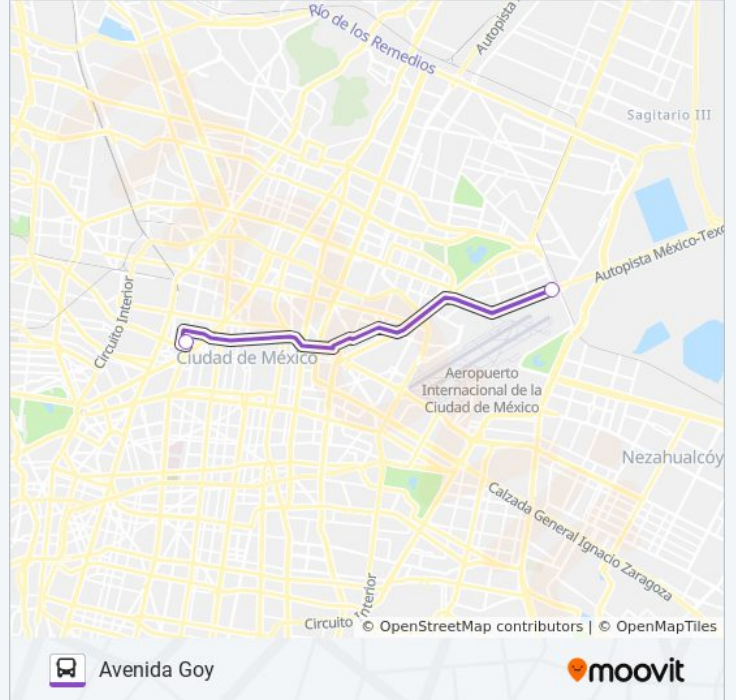 Río de los Remedios
Autopista
Sagitario III
Autopista México-Texc
Circuito Interior
Ciudad de México
Aeropuerto
Internacional de la
Ciudad de México
Nezahualcóy
Calzada General Ignacio Zaragoza
Circuito Interior
© OpenStreetMap contributors | © OpenMapTiles
Avenida Goy
moovit